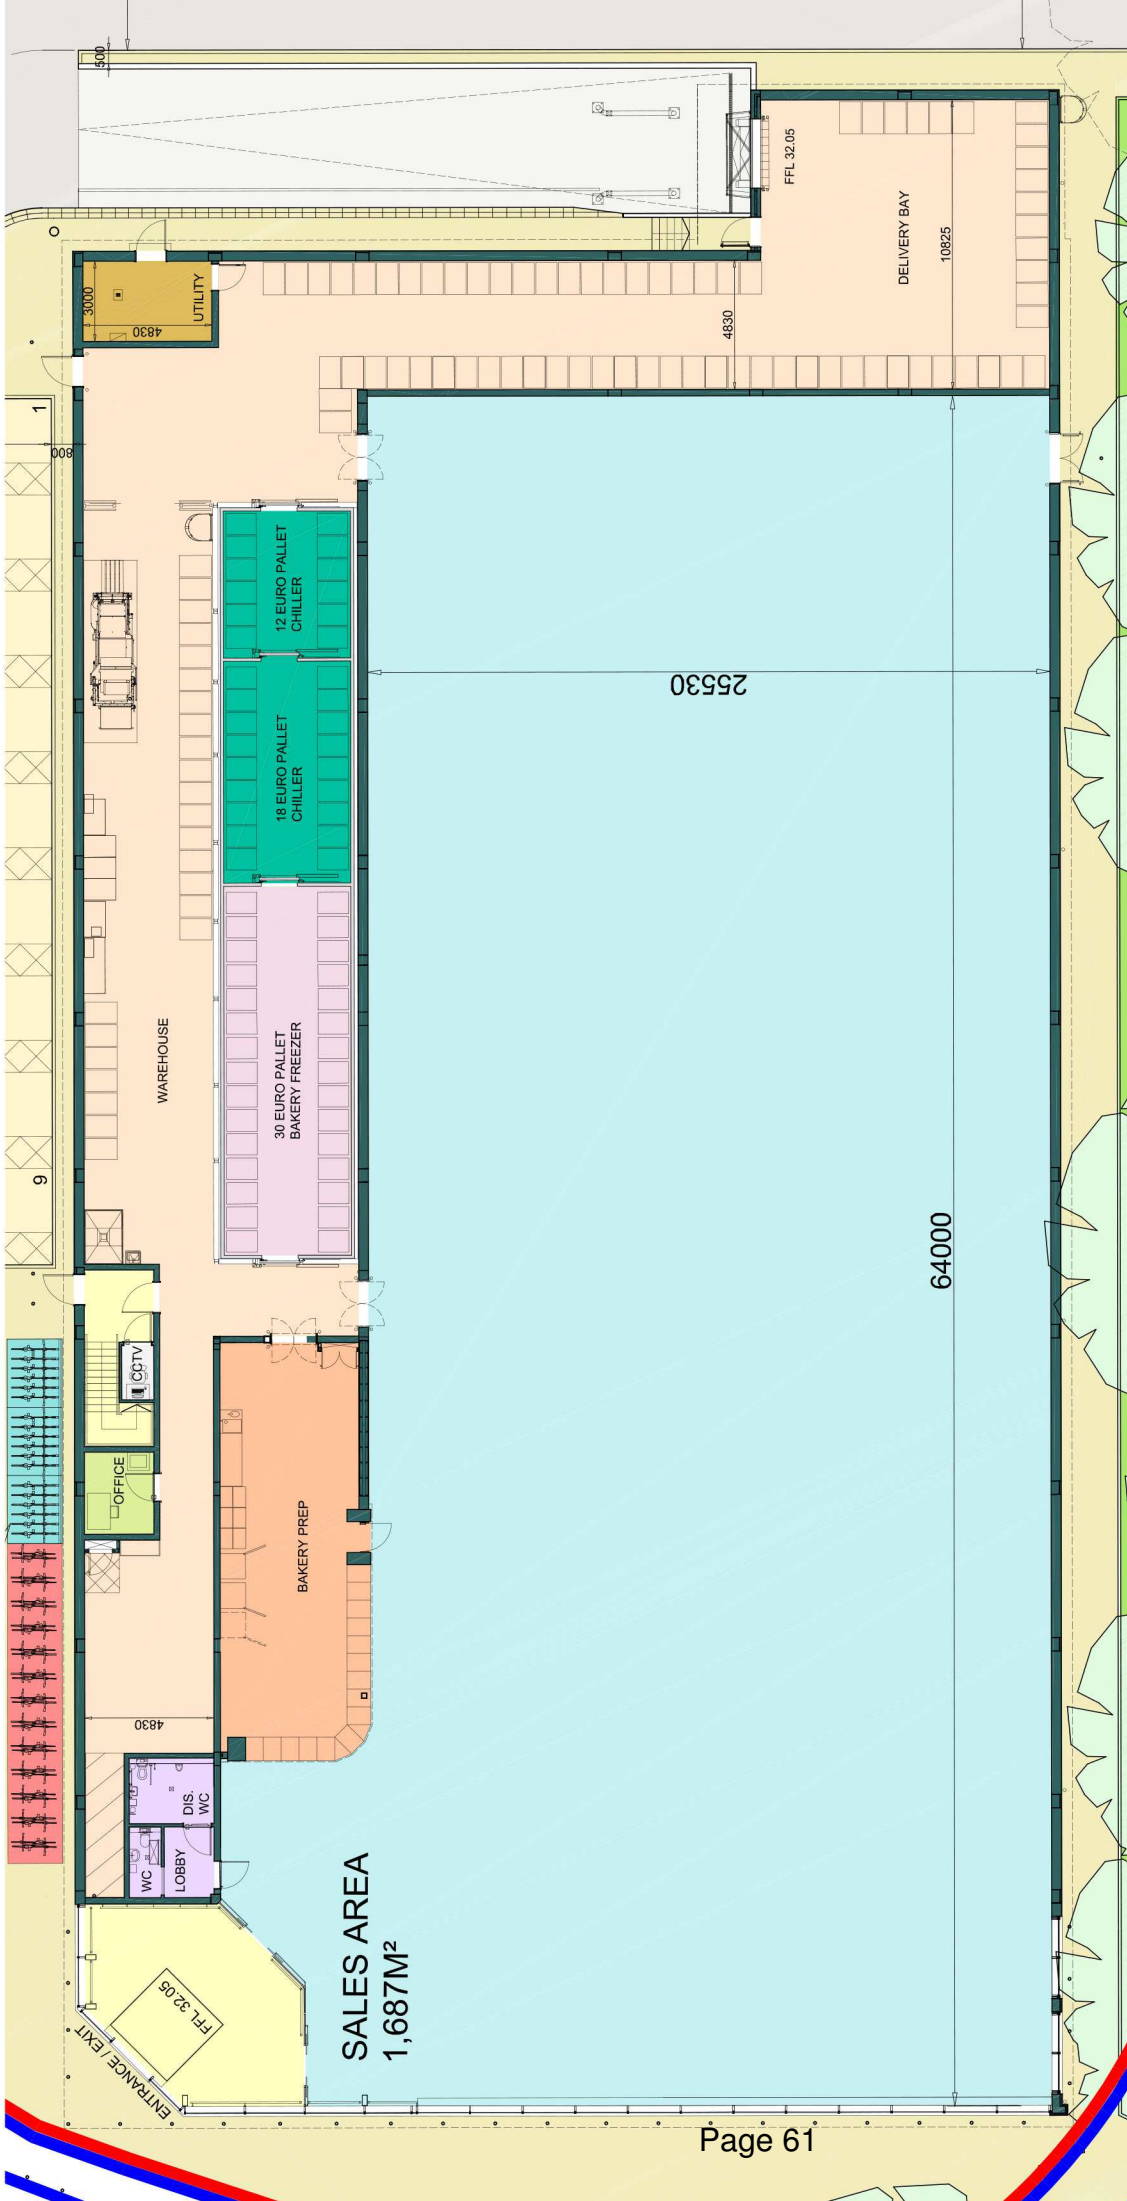 500
FFL 32.05
DELIVERY BAY
10825
3000
4830
UTILITY
4830
1
800
12 EURO PALLET
CHILLER
25530
18 EURO PALLET
CHILLER
WAREHOUSE
30 EURO PALLET
BAKERY FREEZER
9
64000
CCTV
OFFICE
BAKERY PREP
4830
DIS.
WC
WC
LOBBY
SALES AREA
1,687M²
FFL 32.05
ENTRANCE / EXIT
Page 61